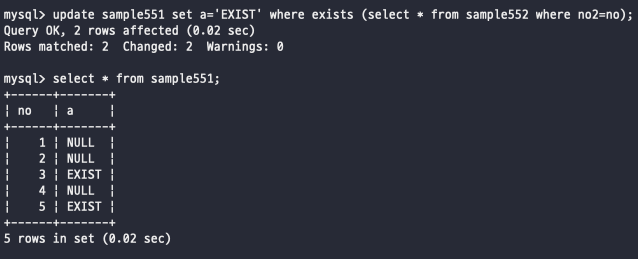 mysql> update sample551 set a='EXIST' where exists (select * from sample552 where no2=no);
Query OK, 2 rows affected (0.02 sec)
Rows matched: 2  Changed: 2  Warnings: 0
mysql> select * from sample551;
+------+-------+
| no   | a     |
+------+-------+
|    1 | NULL  |
|    2 | NULL  |
|    3 | EXIST |
|    4 | NULL  |
|    5 | EXIST |
+------+-------+
5 rows in set (0.02 sec)